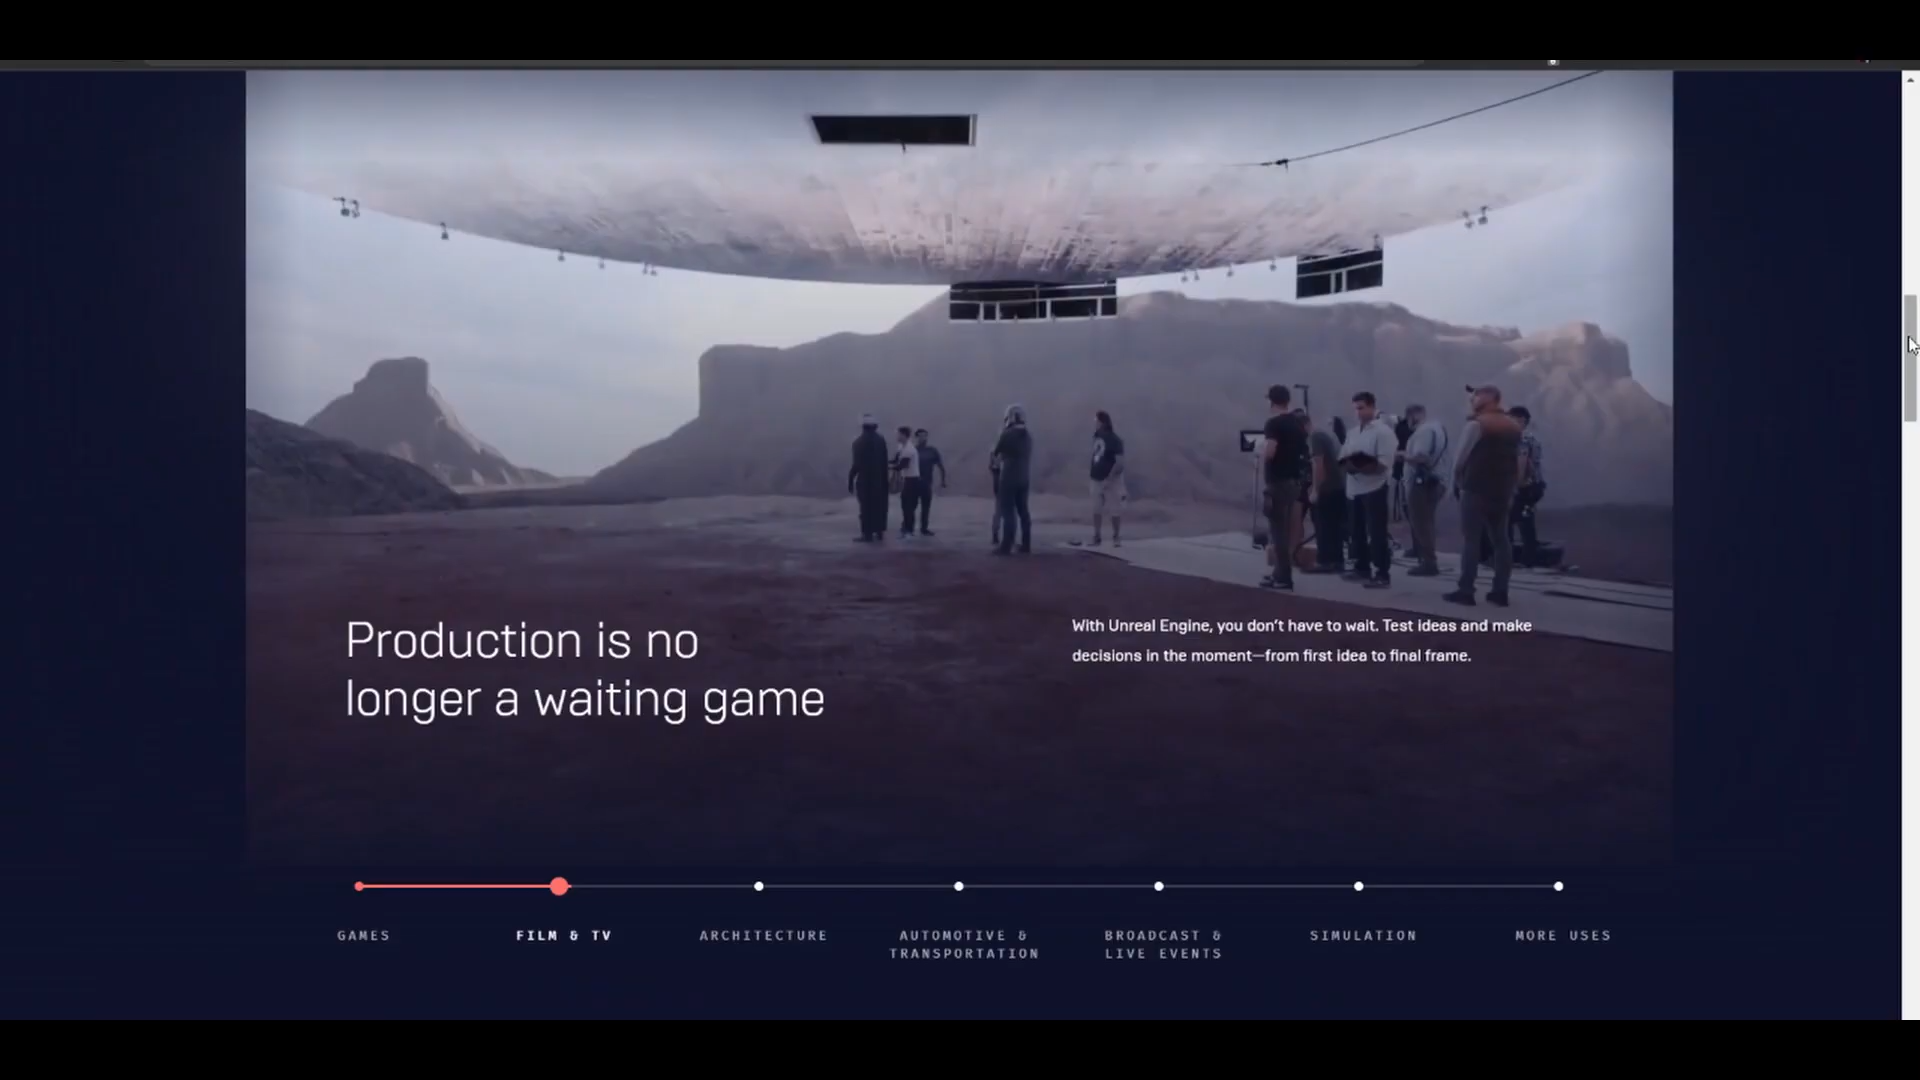 Production is no
longer a waiting game
With Unreal Engine, you don't have to wait. Test ideas and make
decisions in the moment—from first idea to final frame.
GAMES
FILM & TV
ARCHITECTURE
AUTOMOTIVE &
TRANSPORTATION
BROADCAST &
LIVE EVENTS
SIMULATION
MORE USES